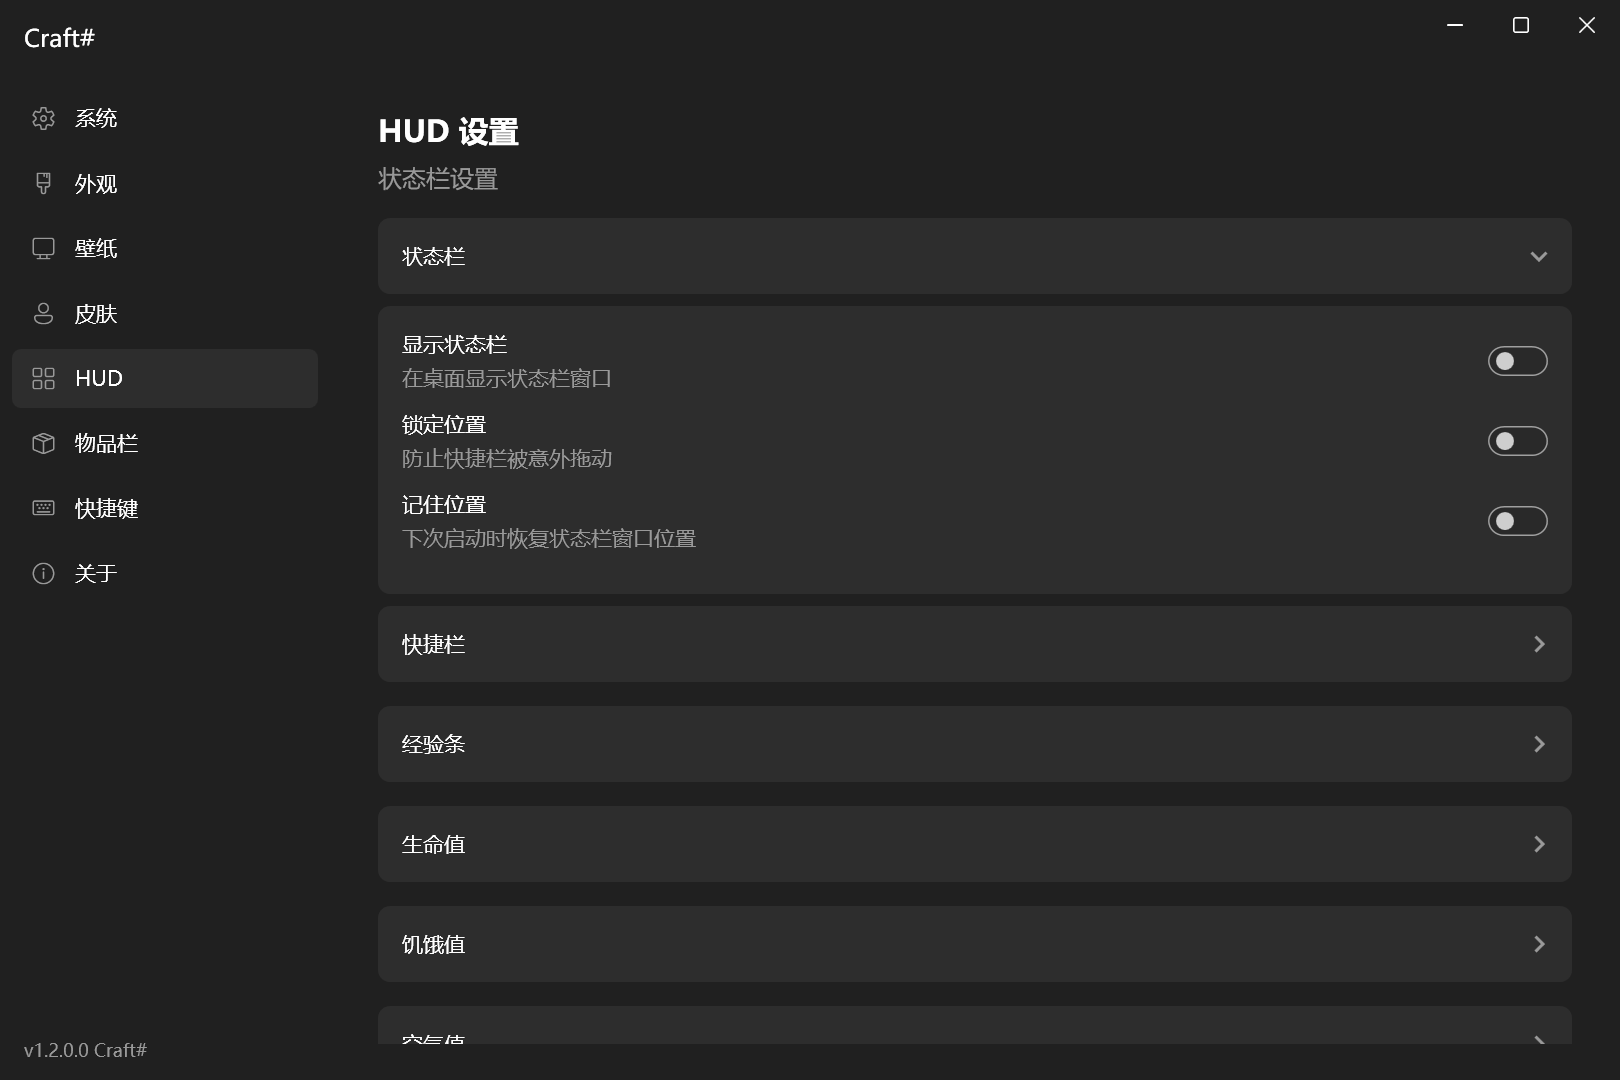 Craft#
系统
外观
壁纸
皮肤
HUD
物品栏
快捷键
关于
v1.2.0.0 Craft#
HUD 设置
状态栏设置
状态栏
显示状态栏
在桌面显示状态栏窗口
锁定位置
防止快捷栏被意外拖动
记住位置
下次启动时恢复状态栏窗口位置
快捷栏
经验条
生命值
饥饿值
空气值